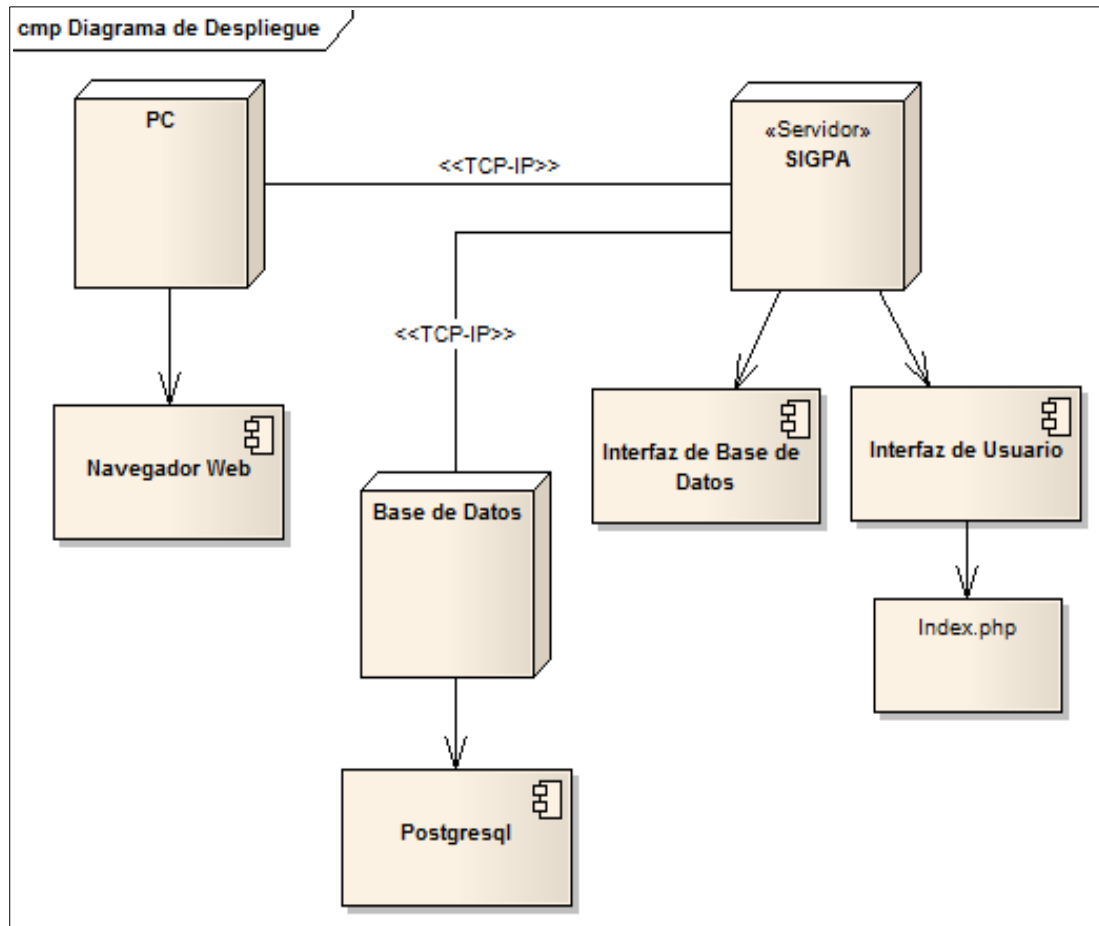 cmp Diagrama de Despliegue
PC
«Servidor»
SIGPA
<<TCP-IP>>
<<TCP-IP>>
Navegador Web
Base de Datos
Interfaz de Base de
Datos
Interfaz de Usuario
Index.php
Postgresql